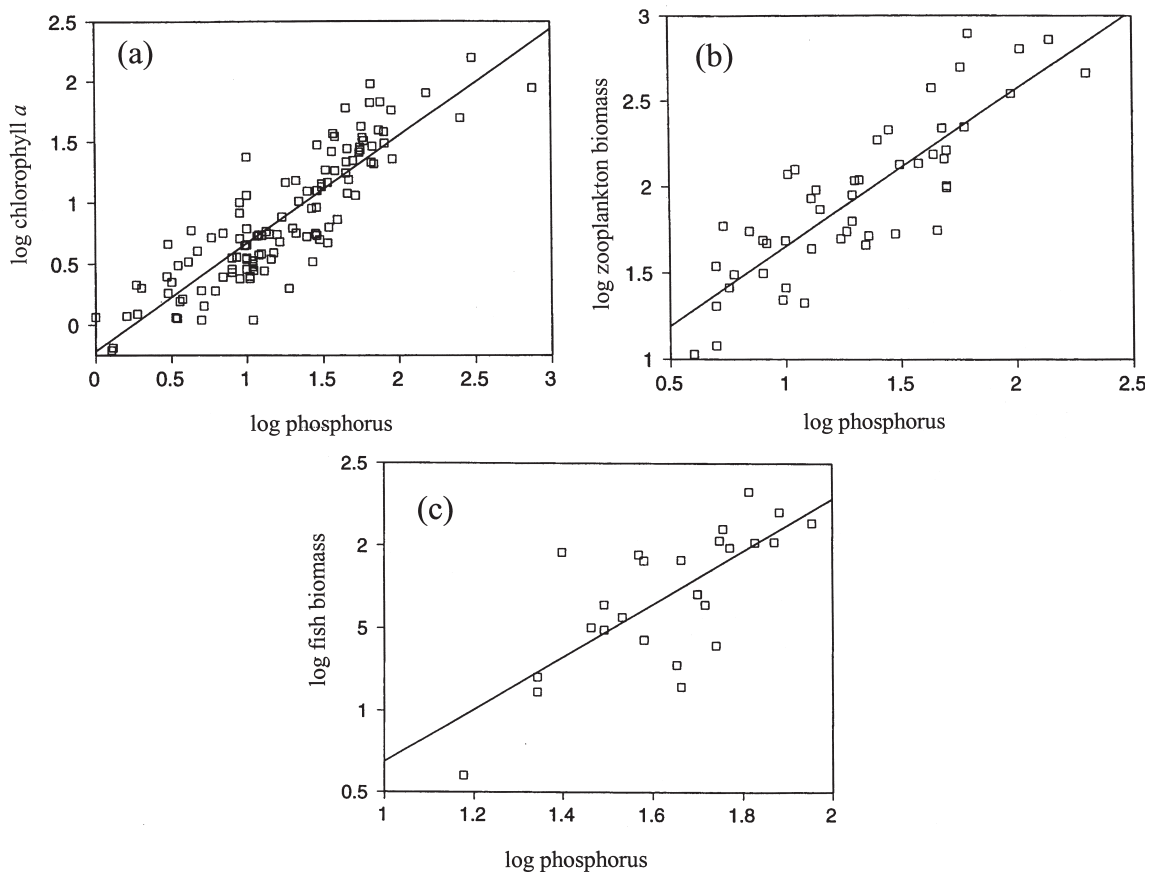 (a)
log chlorophyll a
2.5
2
1.5
1
0.5
0
0 0.5 1 1.5 2 2.5 3
log phosphorus
(b)
log zooplankton biomass
3
2.5
2
1.5
1
0.5 1 1.5 2 2.5
log phosphorus
(c)
log fish biomass
2.5
2
5
1
0.5
1 1.2 1.4 1.6 1.8 2
log phosphorus